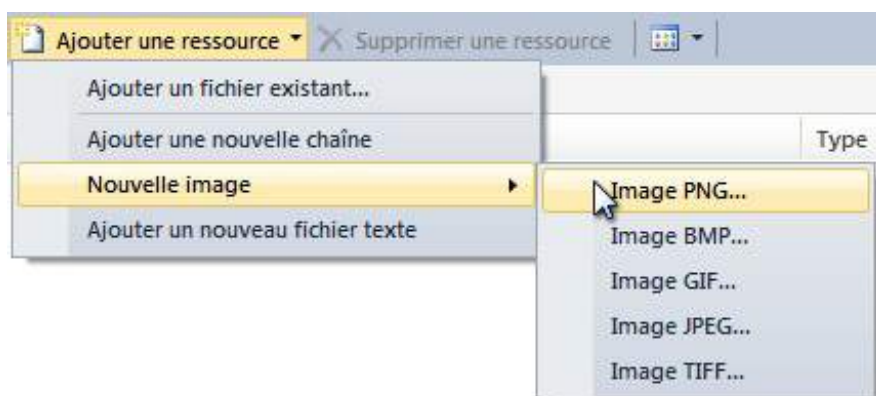 Ajouter une ressource Supprimer une ressource
Ajouter un fichier existant...
Ajouter une nouvelle chaîne
Type
Nouvelle image
Image PNG...
Ajouter un nouveau fichier texte
Image BMP...
Image GIF...
Image JPEG...
Image TIFF...